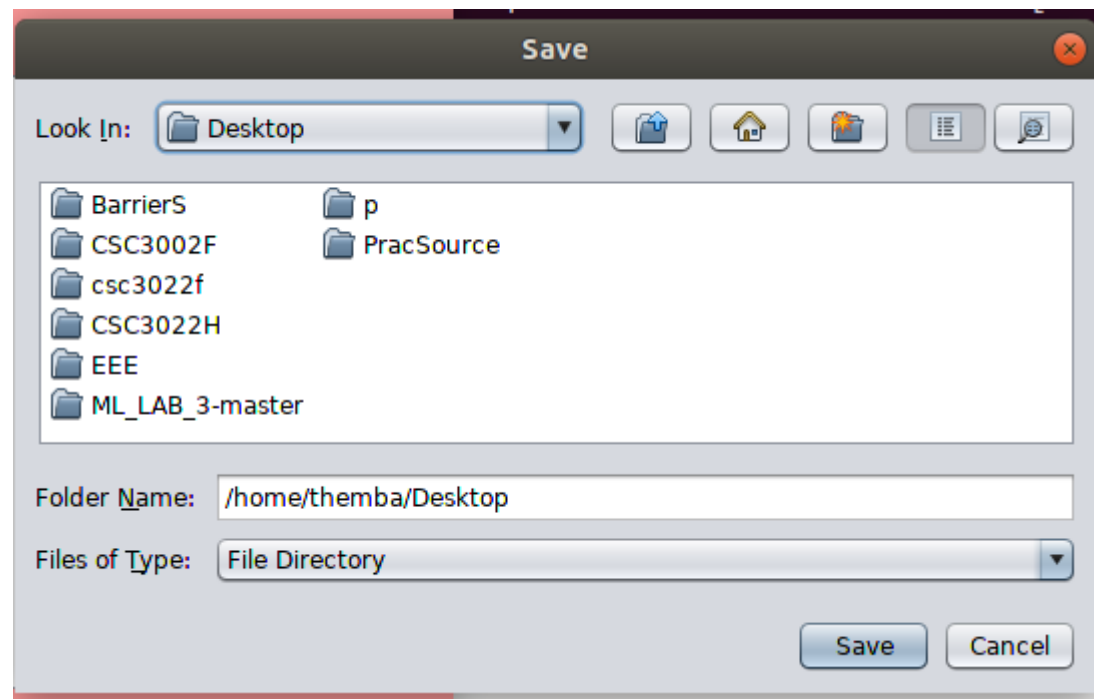 Save
Look In: Desktop
BarrierS p
CSC3002F PracSource
csc3022f
CSC3022H
EEE
ML_LAB_3-master
Folder Name: /home/themba/Desktop
Files of Type: File Directory
Save Cancel